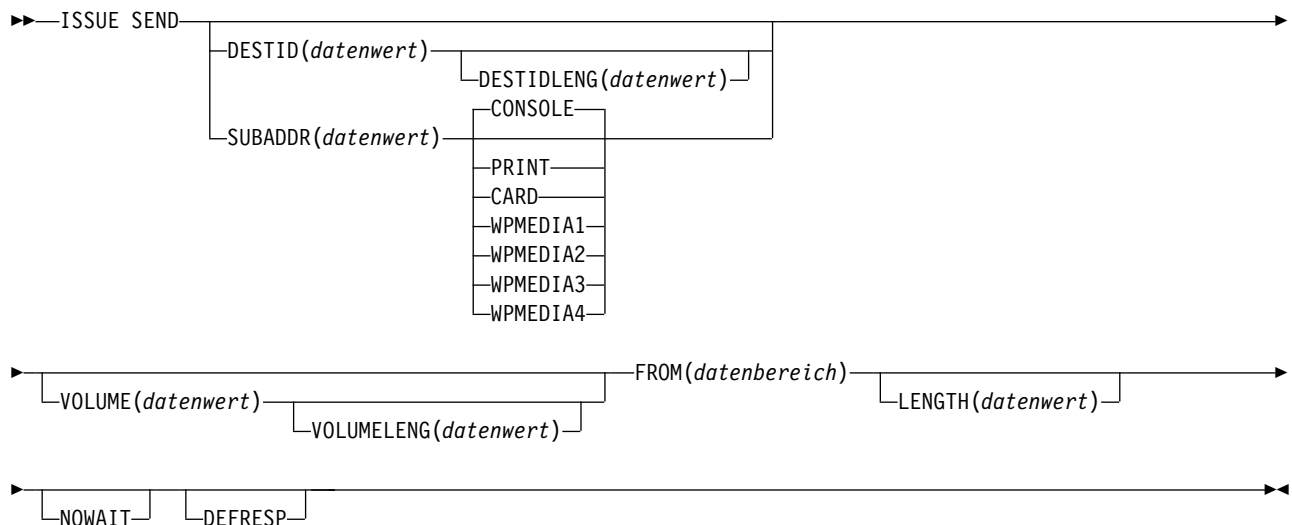 ISSUE SEND
DESTID(datenwert)
DESTIDLENG(datenwert)
CONSOLE
SUBADDR(datenwert)
PRINT
CARD
WPMEDIA1
WPMEDIA2
WPMEDIA3
WPMEDIA4
FROM(datenbereich)
VOLUME(datenwert)
LENGTH(datenwert)
VOLUMELENG(datenwert)
NOWAIT DEFRESP